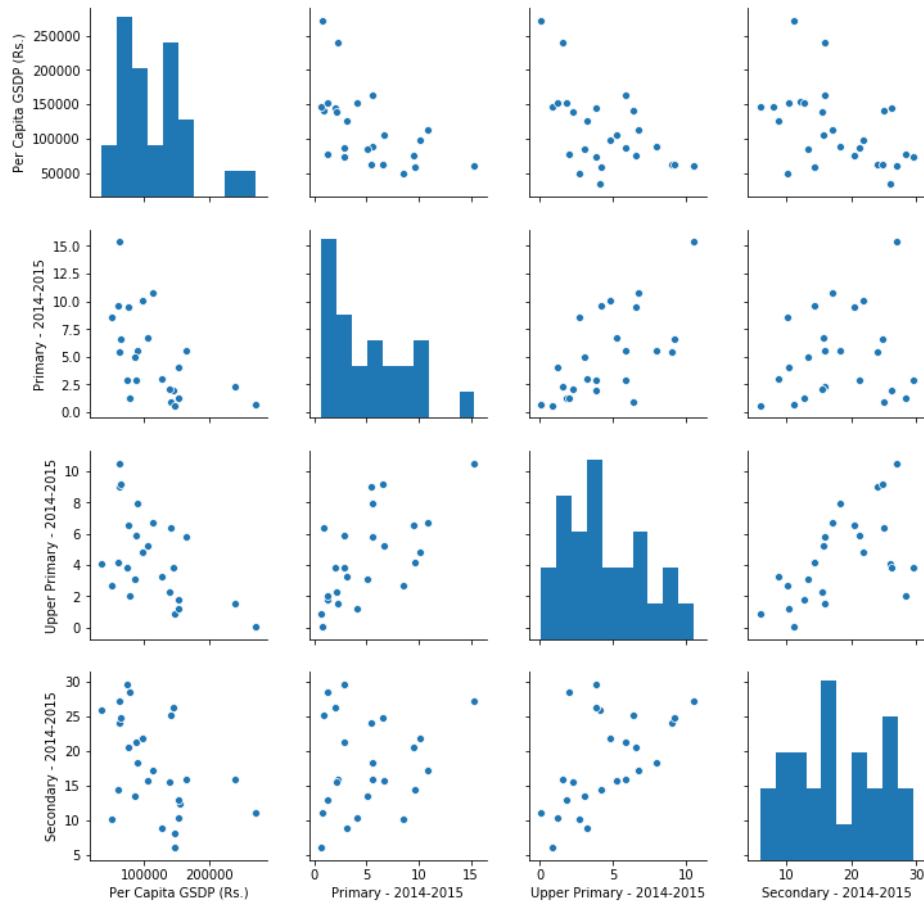 Per Capita GSDP (Rs.)
250000
200000
150000
100000
50000
Primary - 2014-2015
15.0
12.5
10.0
7.5
5.0
2.5
0.0
Upper Primary - 2014-2015
10
8
6
4
2
0
Secondary - 2014-2015
30
25
20
15
10
5
100000 200000
Per Capita GSDP (Rs.)
0 5 10 15
Primary - 2014-2015
0 5 10
Upper Primary - 2014-2015
10 20 30
Secondary - 2014-2015